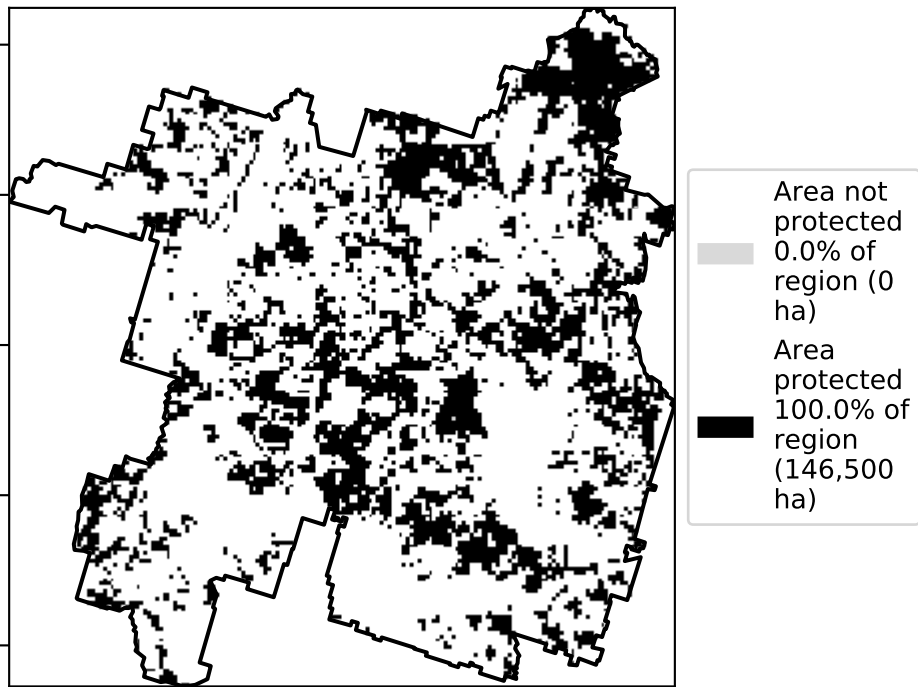 Area not
protected
0.0% of
region (0
ha)
Area
protected
100.0% of
region
(146,500
ha)